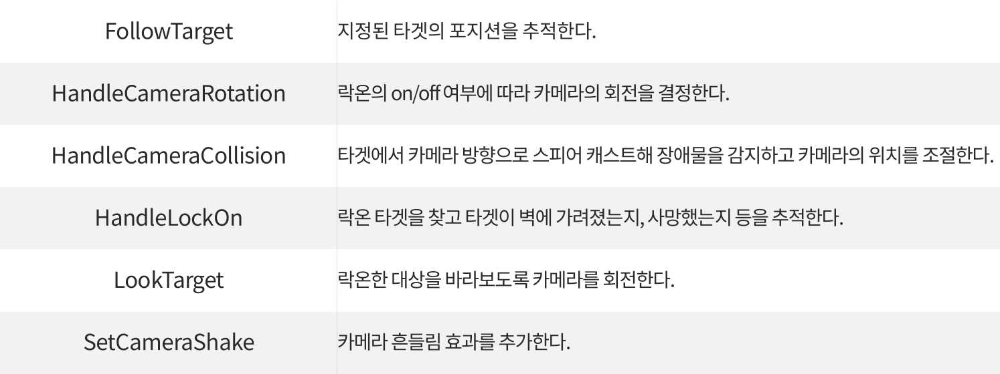 FollowTarget 지정된 타겟의 포지션을 추적한다.
HandleCameraRotation 락온의 on/off 여부에 따라 카메라의 회전을 결정한다.
HandleCameraCollision 타겟에서 카메라 방향으로 스피어 캐스트해 장애물을 감지하고 카메라의 위치를 조절한다.
HandleLockOn 락온 타겟을 찾고 타겟이 벽에 가려졌는지, 사망했는지 등을 추적한다.
LookTarget 락온한 대상을 바라보도록 카메라를 회전한다.
SetCameraShake 카메라 흔들림 효과를 추가한다.